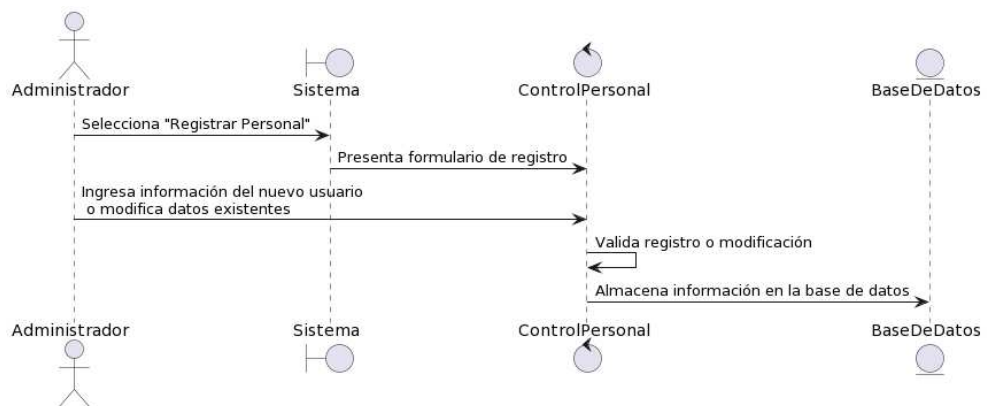 Administrador
Sistema
ControlPersonal
BaseDeDatos
Selecciona "Registrar Personal"
Presenta formulario de registro
Ingresa información del nuevo usuario
o modifica datos existentes
Valida registro o modificación
Almacena información en la base de datos
Administrador
Sistema
ControlPersonal
BaseDeDatos